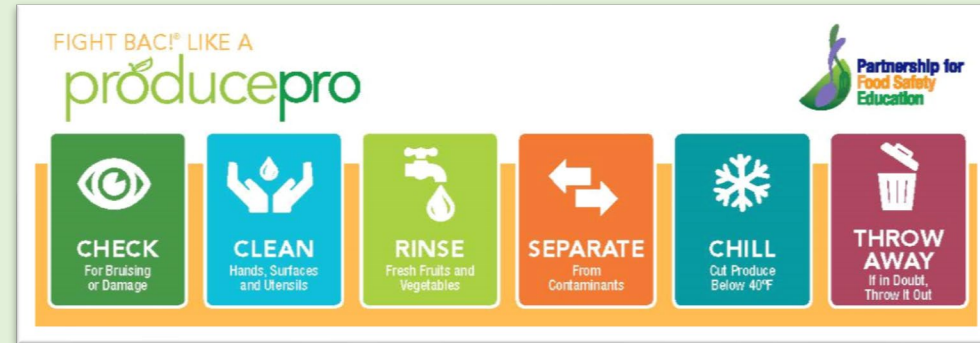 FIGHT BAC!® LIKE A
producepro
Partnership for
Food Safety
Education
CHECK
For Bruising
or Damage
CLEAN
Hands, Surfaces
and Utensils
RINSE
Fresh Fruits and
Vegetables
SEPARATE
From
Contaminants
CHILL
Cut Produce
Below 40°F
THROW
AWAY
If in Doubt,
Throw It Out